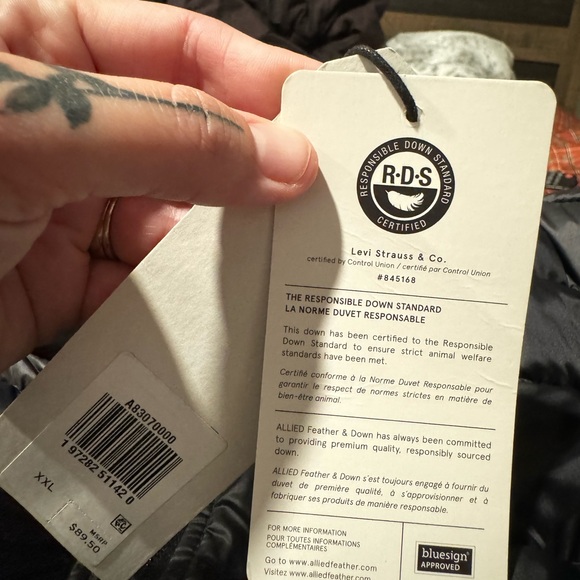 RESPONSIBLE DOWN STANDARD
R·D·S
CERTIFIED
Levi Strauss & Co.
certified by Control Union / certifié par Control Union
#845168
THE RESPONSIBLE DOWN STANDARD
LA NORME DUVET RESPONSABLE
This down has been certified to the Responsible
Down Standard to ensure strict animal welfare
standards have been met.
Certifié conforme à la Norme Duvet Responsable pour
garantir le respect de normes strictes en matière de
bien-être animal.
ALLIED Feather & Down has always been committed
to providing premium quality, responsibly sourced
down.
ALLIED Feather & Down s'est toujours engagé à fournir du
duvet de première qualité, à s'approvisionner et à
fabriquer ses produits de manière responsable.
FOR MORE INFORMATION
POUR TOUTES INFORMATIONS
COMPLÉMENTAIRES
Go to www.alliedfeather.com
Visitez www.alliedfeather.com
bluesign®
APPROVED
A83070000
1 97282 51142 0
XXL
MSRP
$89.50